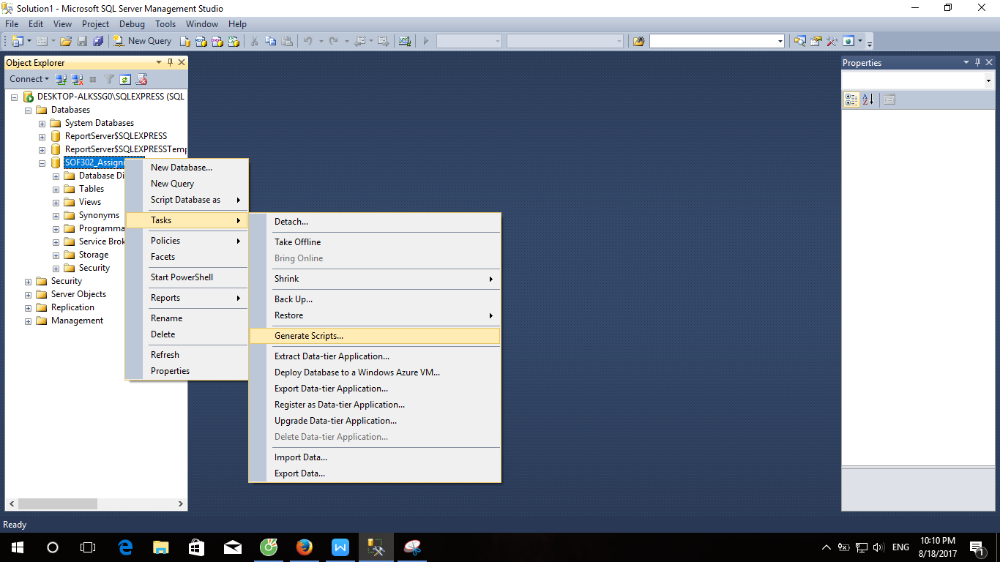 Solution1 - Microsoft SQL Server Management Studio
File Edit View Project Debug Tools Window Help
New Query
Object Explorer
Connect
DESKTOP-ALKSSG0\SQLEXPRESS (SQL
Databases
System Databases
ReportServer$SQLEXPRESS
ReportServer$SQLEXPRESSTemp
SOF302_Assign
Database Di
Tables
Views
Synonyms
Programma
Service Brok
Storage
Security
Security
Server Objects
Replication
Management
New Database...
New Query
Script Database as
Tasks
Policies
Facets
Start PowerShell
Reports
Rename
Delete
Refresh
Properties
Detach...
Take Offline
Bring Online
Shrink
Back Up...
Restore
Generate Scripts...
Extract Data-tier Application...
Deploy Database to a Windows Azure VM...
Export Data-tier Application...
Register as Data-tier Application...
Upgrade Data-tier Application...
Delete Data-tier Application...
Import Data...
Export Data...
Properties
Ready
ENG
10:10 PM
8/18/2017
1